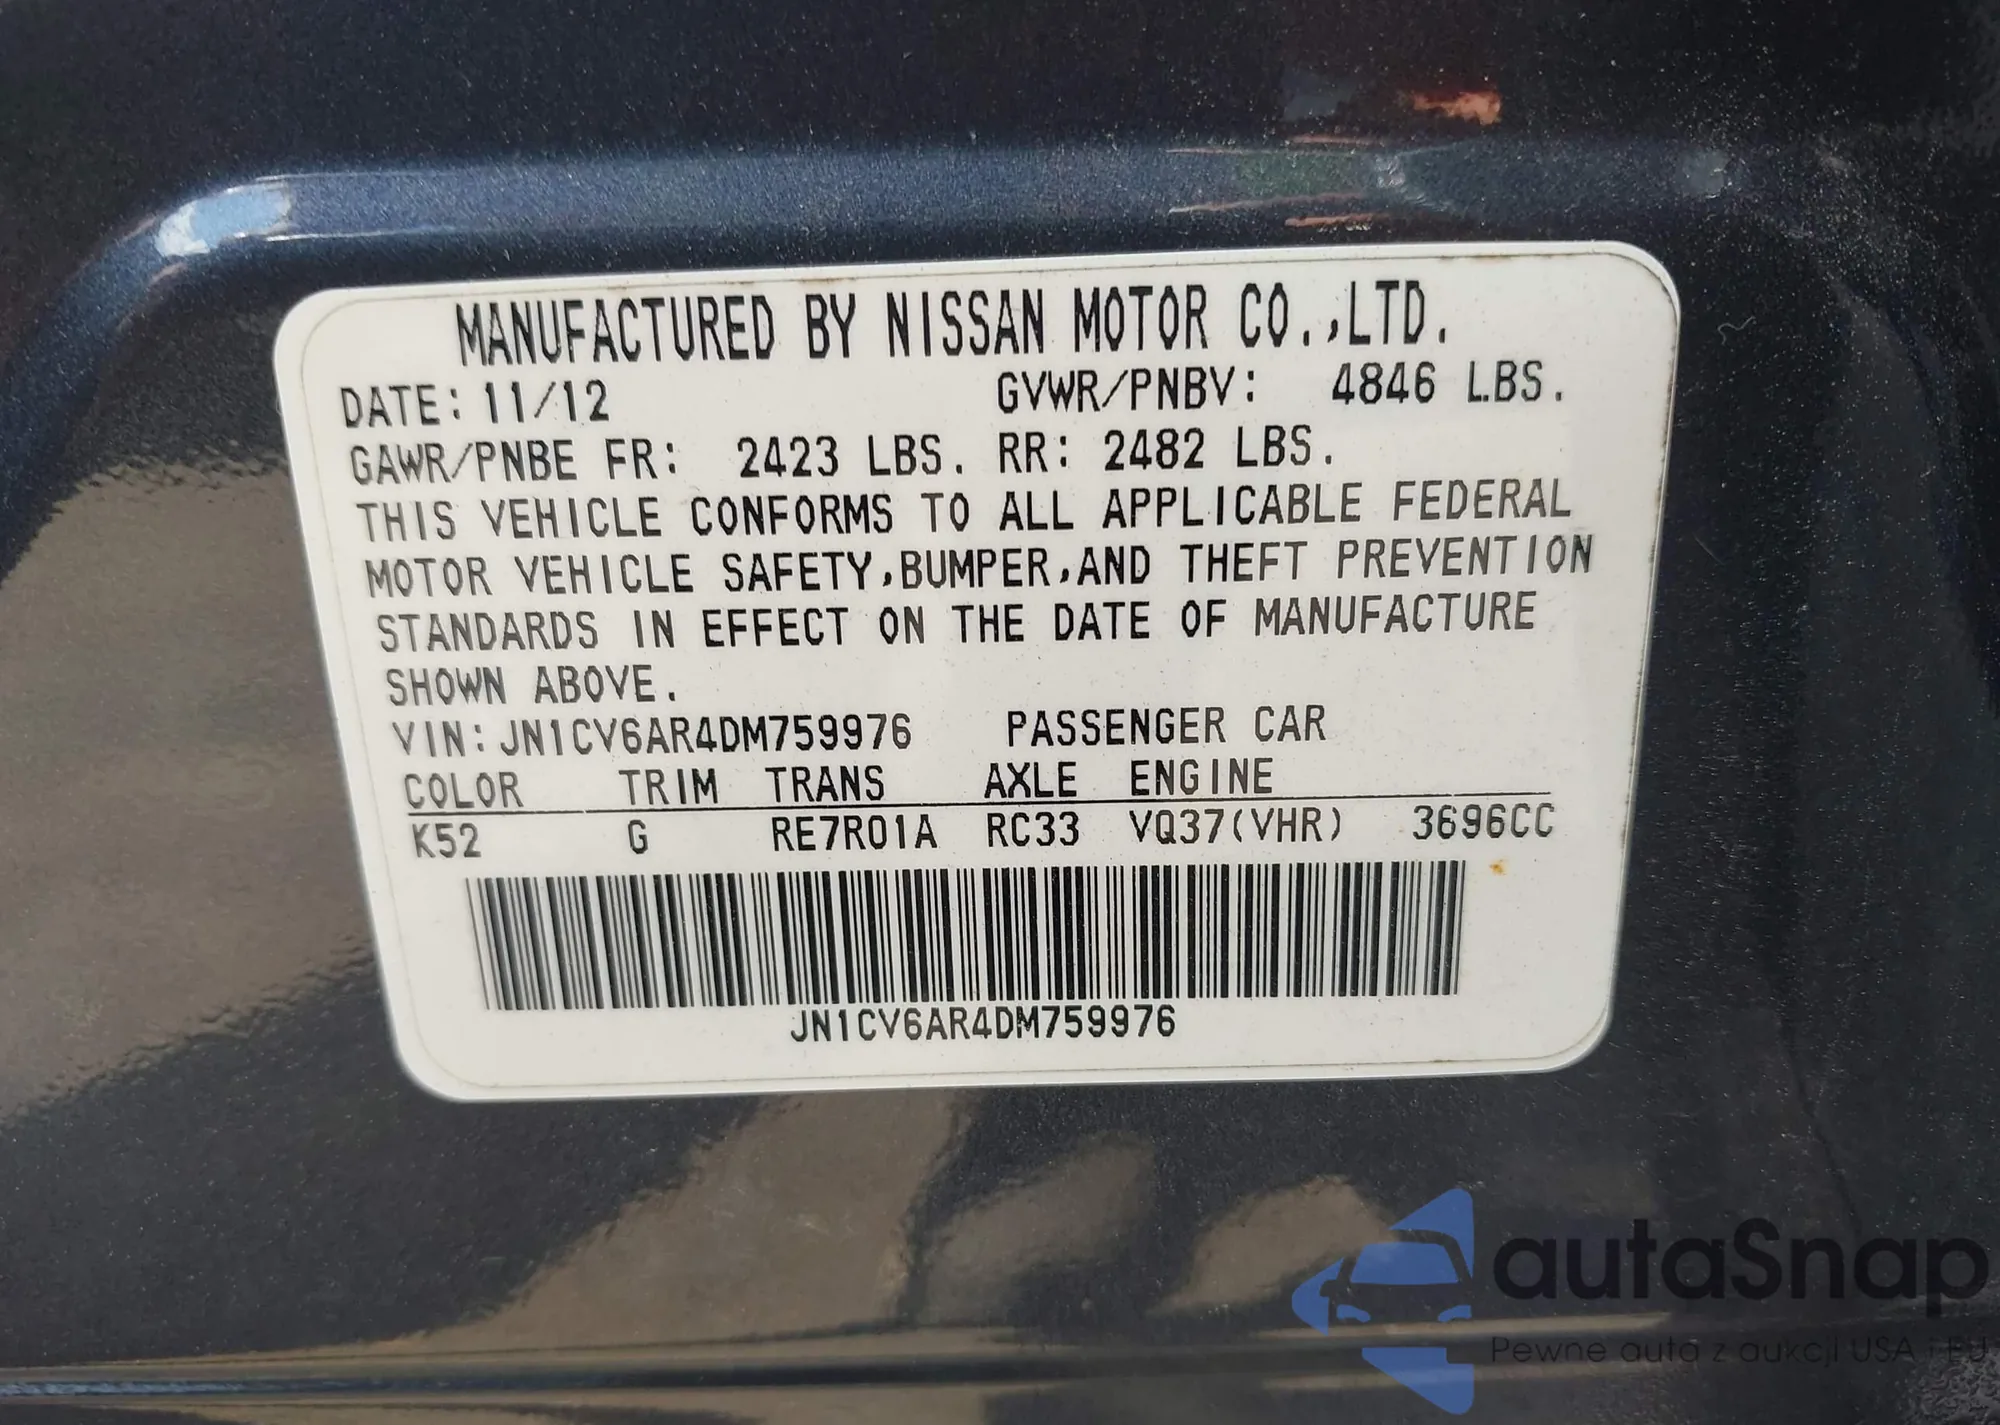 MANUFACTURED BY NISSAN MOTOR CO.,LTD.
DATE: 11/12 GVWR/PNBV: 4846 LBS.
GAWR/PNBE FR: 2423 LBS. RR: 2482 LBS.
THIS VEHICLE CONFORMS TO ALL APPLICABLE FEDERAL
MOTOR VEHICLE SAFETY,BUMPER,AND THEFT PREVENTION
STANDARDS IN EFFECT ON THE DATE OF MANUFACTURE
SHOWN ABOVE.
VIN: JN1CV6AR4DM759976 PASSENGER CAR
COLOR TRIM TRANS AXLE ENGINE
K52 G RE7R01A RC33 VQ37(VHR) 3696CC
JN1CV6AR4DM759976
autaSnap
Pewne auta z aukcji USA i EU